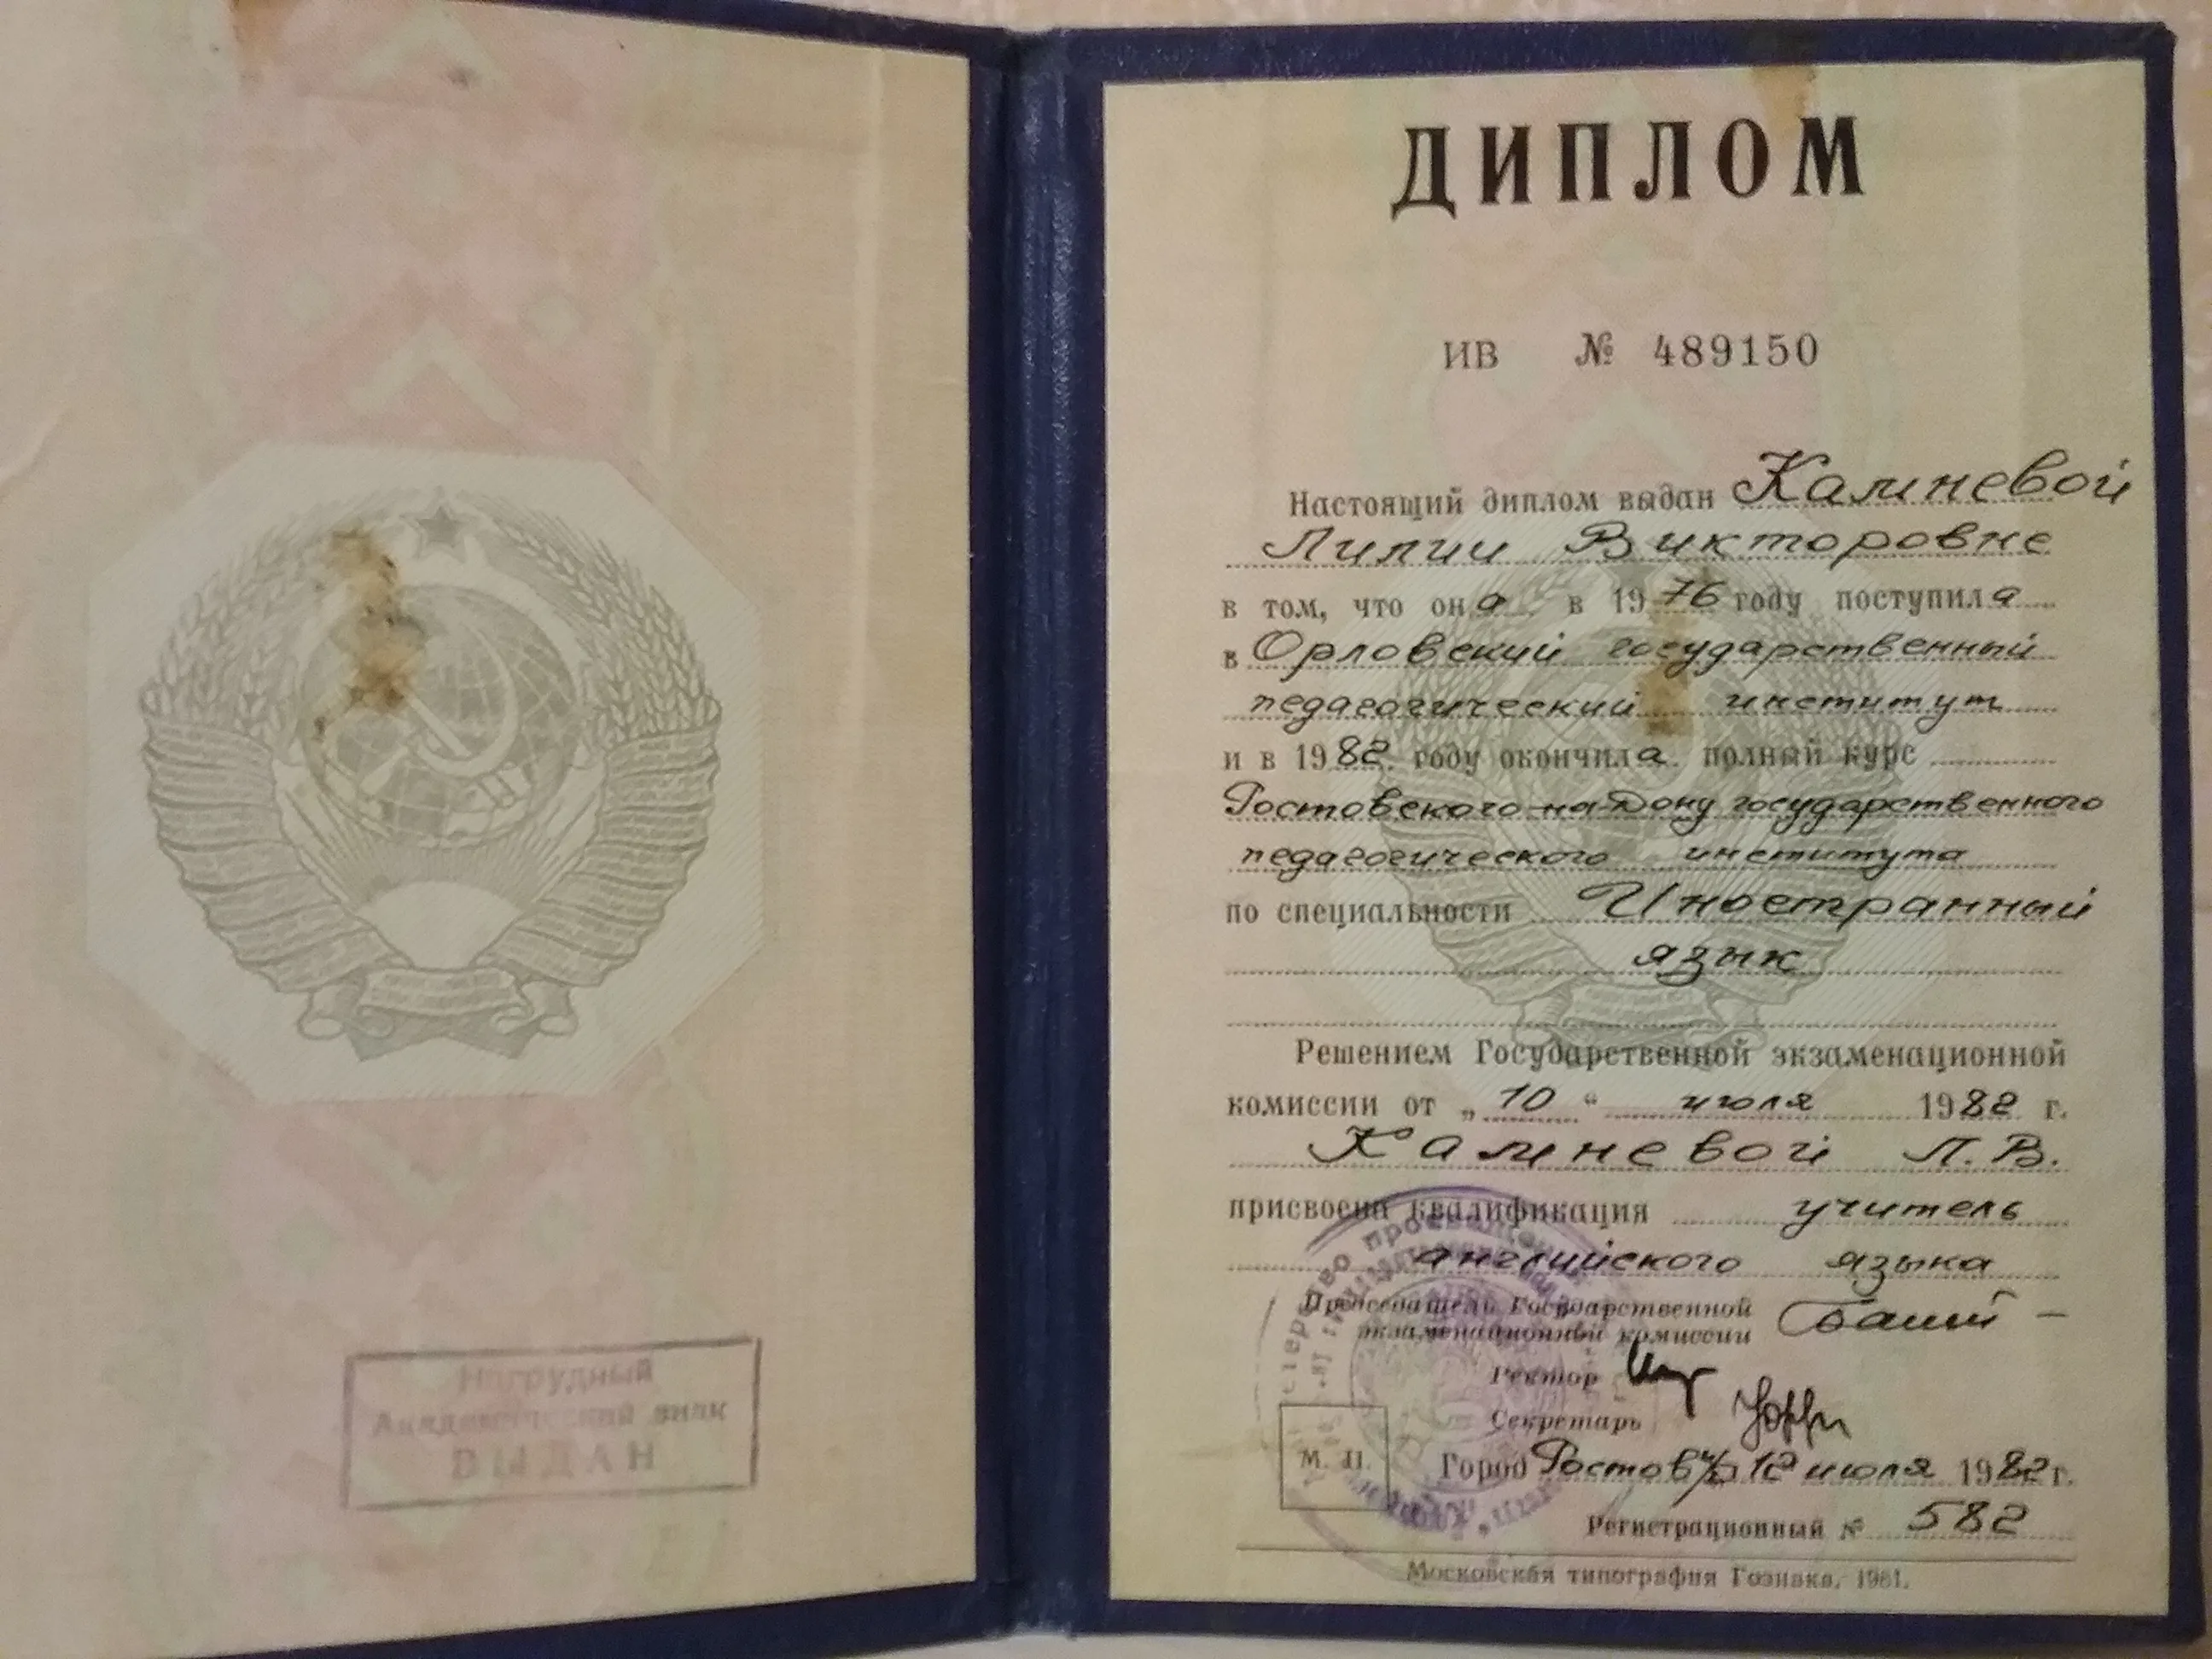 Нагрудный
Академический знак
ВЫДАН
ДИПЛОМ
ИВ № 489150
Настоящий диплом выдан Калиневой
Лилии Викторовне
в том, что она в 1976 году поступила
в Орловский государственный
педагогический институт
и в 1982 году окончила полный курс
Ростовского-на-Дону государственного
педагогического института
по специальности Иностранный
язык
Решением Государственной экзаменационной
комиссии от „10“ июля 1982 г.
Калиневой Л.В.
присвоена квалификация учитель
английского языка
Председатель Государственной
экзаменационной комиссии
Ректор
Секретарь
М. П.
Город Ростов н/Д 12 июля 1982 г.
Регистрационный № 582
Московская типография Гознака. 1981.